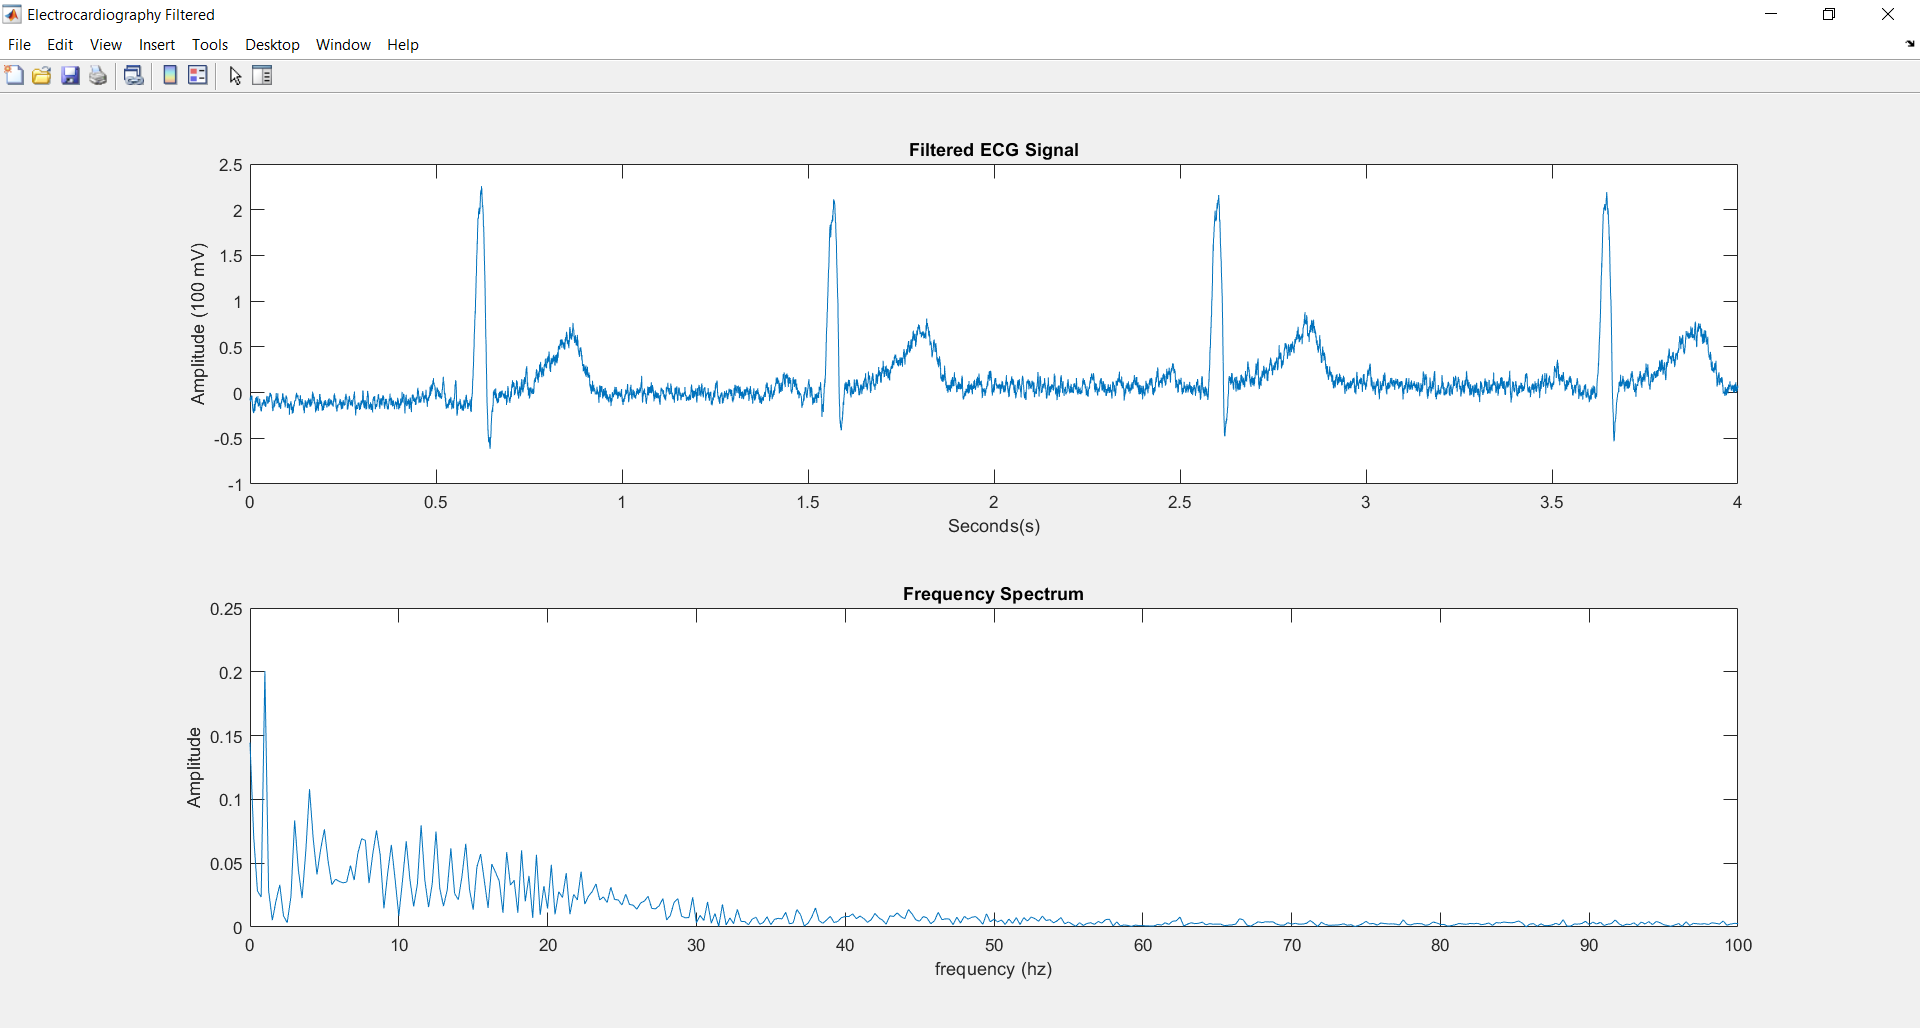 Electrocardiography Filtered
File Edit View Insert Tools Desktop Window Help
Filtered ECG Signal
2.5
2
1.5
1
0.5
0
-0.5
-1
Amplitude (100 mV)
0 0.5 1 1.5 2 2.5 3 3.5 4
Seconds(s)
Frequency Spectrum
0.25
0.2
0.15
0.1
0.05
0
Amplitude
0 10 20 30 40 50 60 70 80 90 100
frequency (hz)